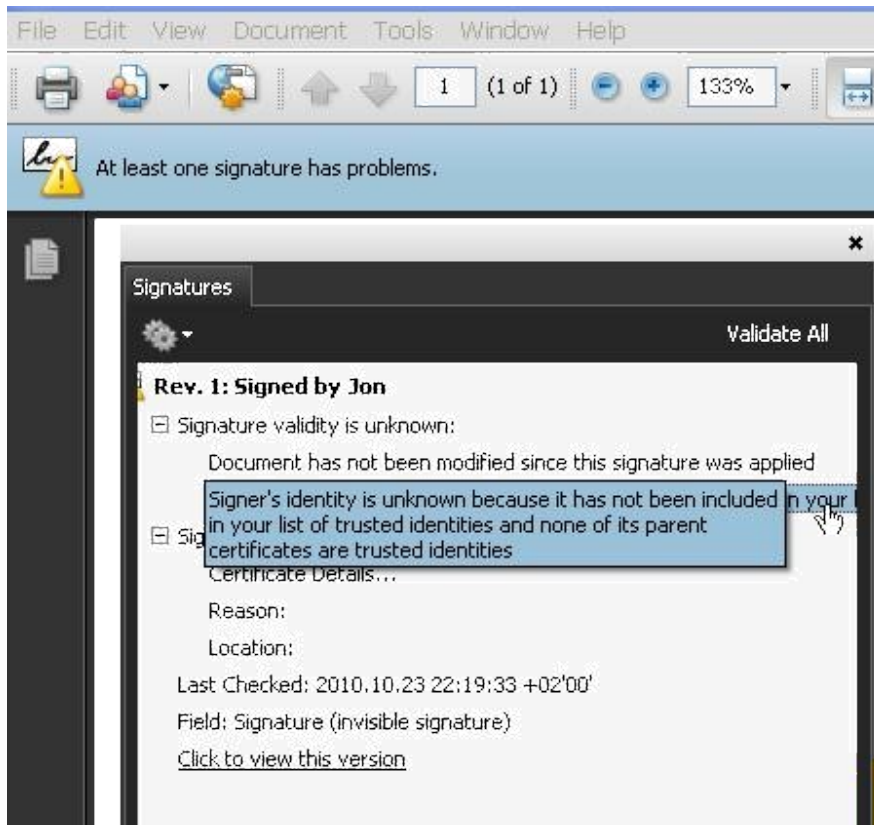 File Edit View Document Tools Window Help
1 (1 of 1) 133%
At least one signature has problems.
Signatures
Validate All
Rev. 1: Signed by Jon
Signature validity is unknown:
Document has not been modified since this signature was applied
Signer's identity is unknown because it has not been included in your
in your list of trusted identities and none of its parent
certificates are trusted identities
Sig
Certificate Details...
Reason:
Location:
Last Checked: 2010.10.23 22:19:33 +02'00'
Field: Signature (invisible signature)
Click to view this version